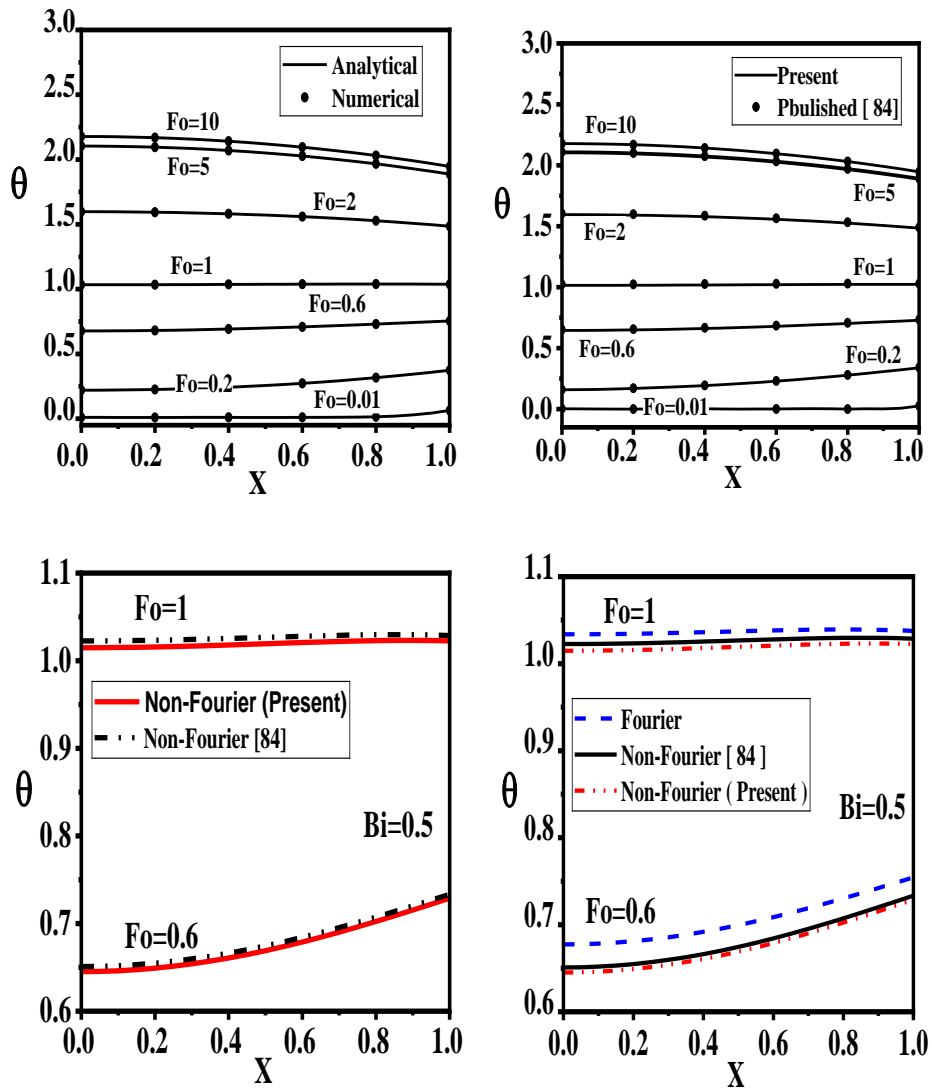 3.0
2.5
2.0
1.5
1.0
0.5
0.0
θ
Analytical
Numerical
Fo=10
Fo=5
Fo=2
Fo=1
Fo=0.6
Fo=0.2
Fo=0.01
0.0 0.2 0.4 0.6 0.8 1.0
X
3.0
2.5
2.0
1.5
1.0
0.5
0.0
θ
Present
Pbulished [ 84]
Fo=10
Fo=5
Fo=2
Fo=1
Fo=0.6
Fo=0.2
Fo=0.01
0.0 0.2 0.4 0.6 0.8 1.0
X
1.1
1.0
0.9
0.8
0.7
0.6
θ
Fo=1
Non-Fourier (Present)
Non-Fourier [84]
Bi=0.5
Fo=0.6
0.0 0.2 0.4 0.6 0.8 1.0
X
1.1
1.0
0.9
0.8
0.7
0.6
θ
Fo=1
Fourier
Non-Fourier [ 84 ]
Non-Fourier ( Present )
Bi=0.5
Fo=0.6
0.0 0.2 0.4 0.6 0.8 1.0
X